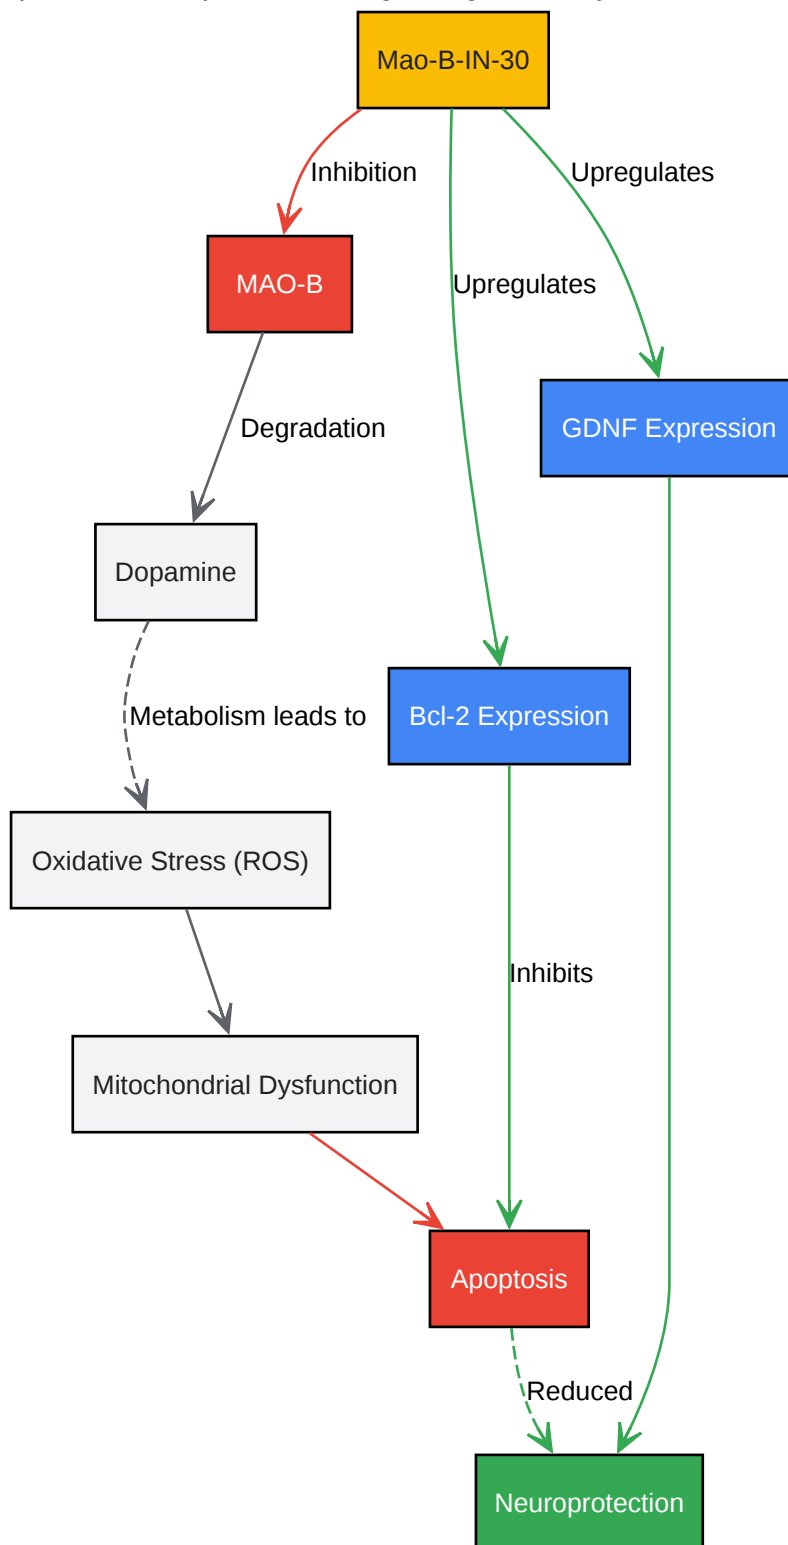 Mao-B-IN-30
Inhibition
Upregulates
MAO-B
Upregulates
GDNF Expression
Degradation
Dopamine
Metabolism leads to
Bcl-2 Expression
Oxidative Stress (ROS)
Inhibits
Mitochondrial Dysfunction
Apoptosis
Reduced
Neuroprotection